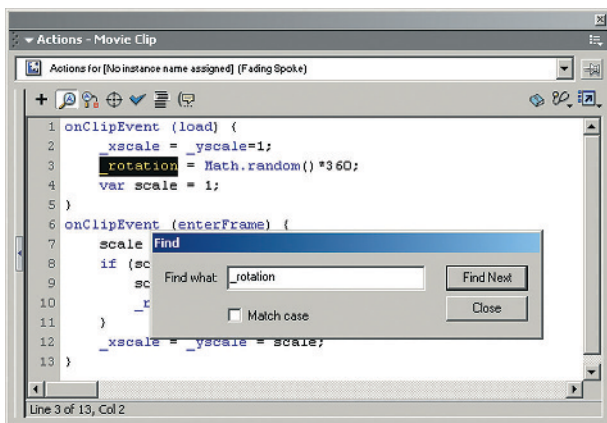 Actions - Movie Clip
Actions for [No instance name assigned] (Fading Spoke)
1 onClipEvent (load) {
2 _xscale = _yscale=1;
3 _rotation = Math.random()*360;
4 var scale = 1;
5 }
6 onClipEvent (enterFrame) {
7 scale
8 if (sc
9 sc
10 _r
11 }
12 _xscale = _yscale = scale;
13 }
Find
Find what: _rotation
Find Next
Match case
Close
Line 3 of 13, Col 2